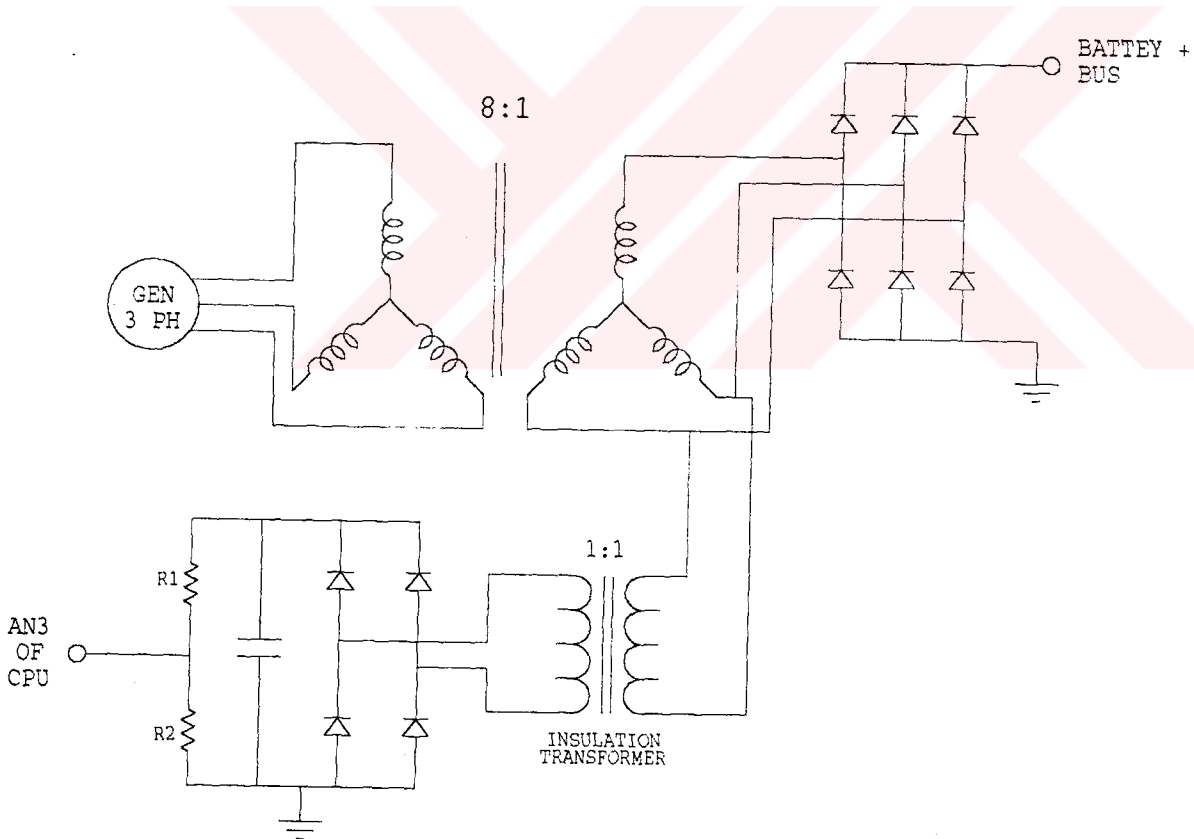 BATTEY +
BUS
8:1
GEN
3 PH
1:1
R1
AN3
OF
CPU
R2
INSULATION
TRANSFORMER